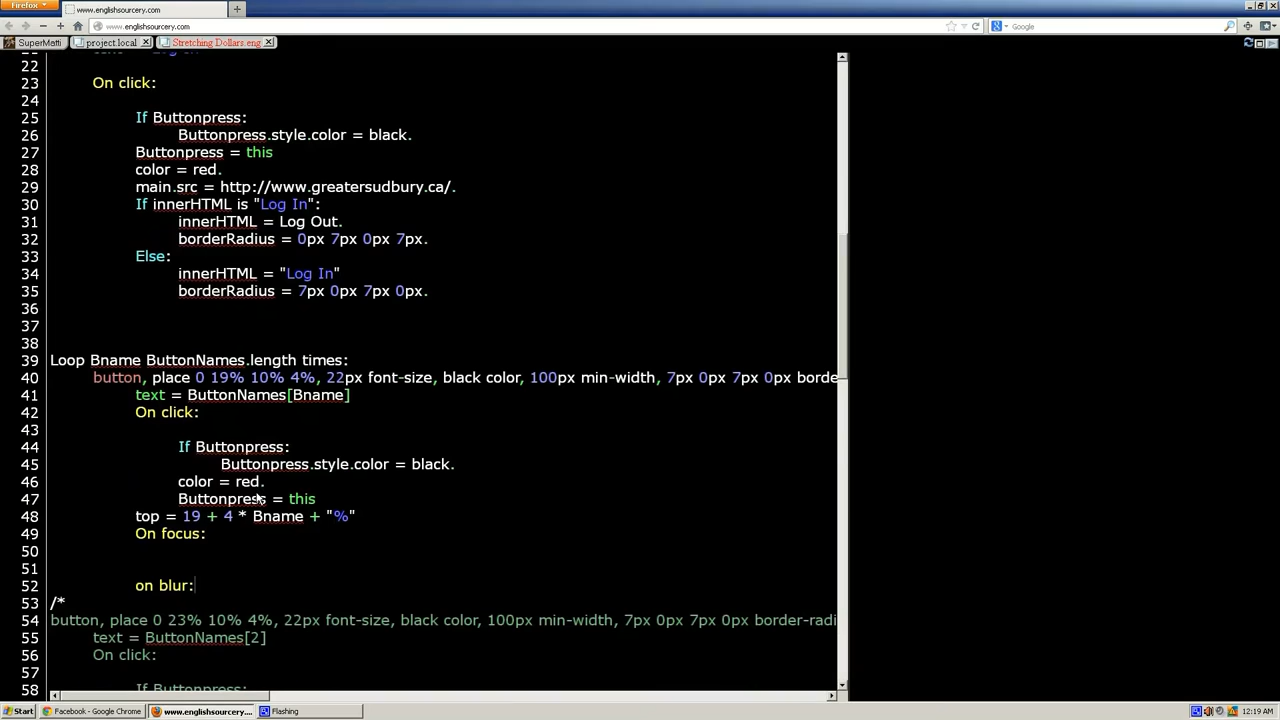 Firefox
www.englishsourcery.com/
+
www.englishsourcery.com
Google
SuperMatti
project.local
Stretching Dollars.eng
22
23 On click:
24
25 If Buttonpress:
26 Buttonpress.style.color = black.
27 Buttonpress = this
28 color = red.
29 main.src = http://www.greatersudbury.ca/.
30 If innerHTML is "Log In":
31 innerHTML = Log Out.
32 borderRadius = 0px 7px 0px 7px.
33 Else:
34 innerHTML = "Log In"
35 borderRadius = 7px 0px 7px 0px.
36
37
38
39 Loop Bname ButtonNames.length times:
40 button, place 0 19% 10% 4%, 22px font-size, black color, 100px min-width, 7px 0px 7px 0px borde
41 text = ButtonNames[Bname]
42 On click:
43
44 If Buttonpress:
45 Buttonpress.style.color = black.
46 color = red.
47 Buttonpress = this
48 top = 19 + 4 * Bname + "%"
49 On focus:
50
51
52 on blur:
53 /*
54 button, place 0 23% 10% 4%, 22px font-size, black color, 100px min-width, 7px 0px 7px 0px border-radi
55 text = ButtonNames[2]
56 On click:
57
58 If Buttonpress:
Start
Facebook - Google Chrome
www.englishsourcery....
Flashing
12:19 AM